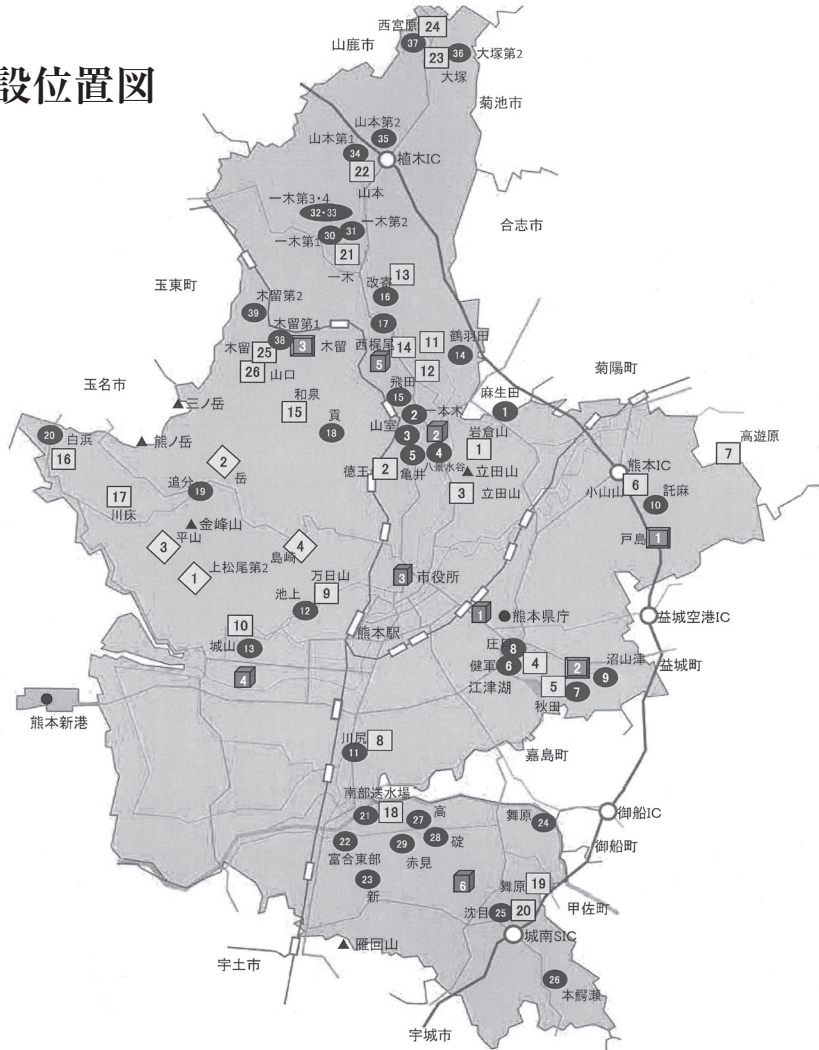 設位置図
西宮原
24
山鹿市
37
36
大塚第2
23
大塚
菊池市
山本第2
35
山本第1
34
植木IC
22
山本
一木第3・4
32・33
一木第2
31
30
一木第1
合志市
21
一木
13
改寄
16
玉東町
木留第2
39
17
木留第1
38
3
木留
西梶尾
14
11
鶴羽田
14
木留
25
5
12
26
山口
菊陽町
飛田
15
麻生田
1
玉名市
三ノ岳
和泉
15
2
一本木
貢
18
山室
3
2
岩倉山
1
20
白浜
熊ノ岳
5
4
高遊原
7
16
2
岳
徳王
2
亀井
八景水谷
立田山
熊本IC
追分
19
3
立田山
小山山
6
託麻
10
17
川床
金峰山
戸島
1
3
平山
4
島崎
1
上松尾第2
万日山
9
3
市役所
池上
12
1
熊本県庁
益城空港IC
10
熊本駅
城山
13
庄口
8
4
2
沼山津
9
益城町
健軍
6
4
江津湖
5
7
秋田
熊本新港
川尻
8
11
嘉島町
南部送水場
21
18
高
27
舞原
24
御船IC
22
28
碇
29
富合東部
赤見
御船町
23
新
6
舞原
19
沈目
25
20
甲佐町
城南SIC
雁回山
宇土市
26
本鰐瀬
宇城市